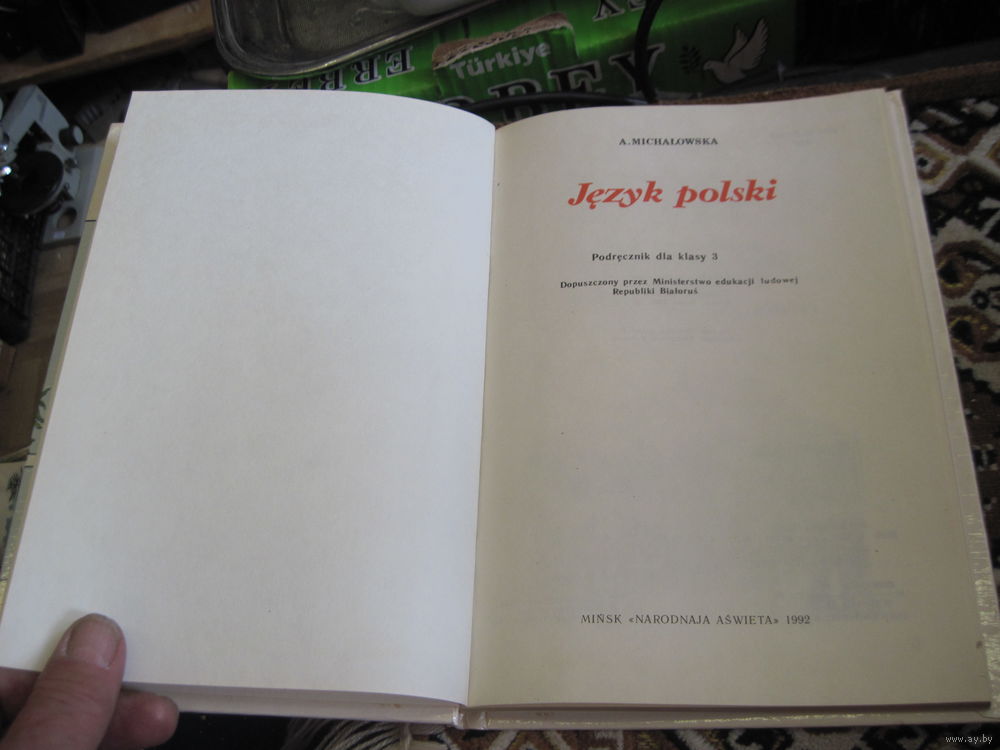 Türkiye
A. MICHAŁOWSKA
Język polski
Podręcznik dla klasy 3
Dopuszczony przez Ministerstwo edukacji ludowej
Republiki Białoruś
MIŃSK «NARODNAJA AŚWIETA» 1992
www.ay.by